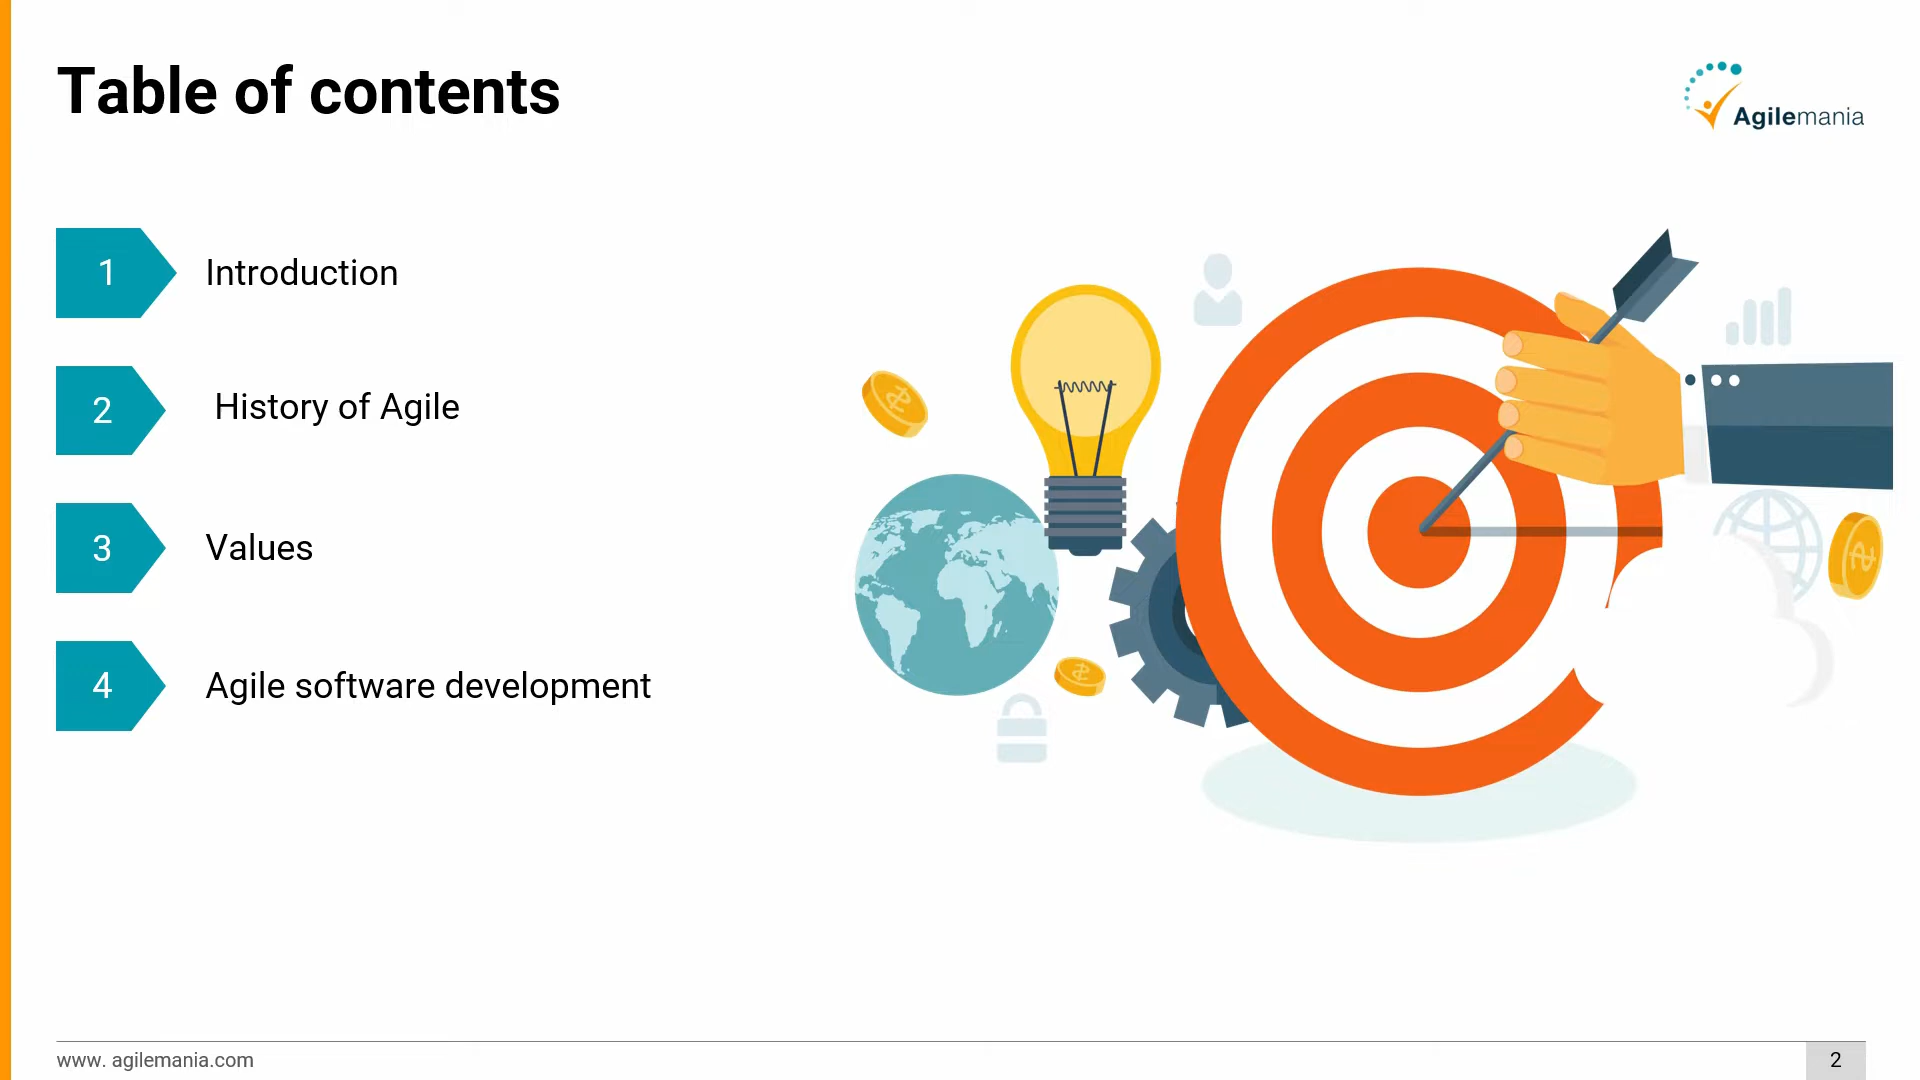 Table of contents
Agilemania
1 Introduction
2 History of Agile
3 Values
4 Agile software development
www. agilemania.com
2